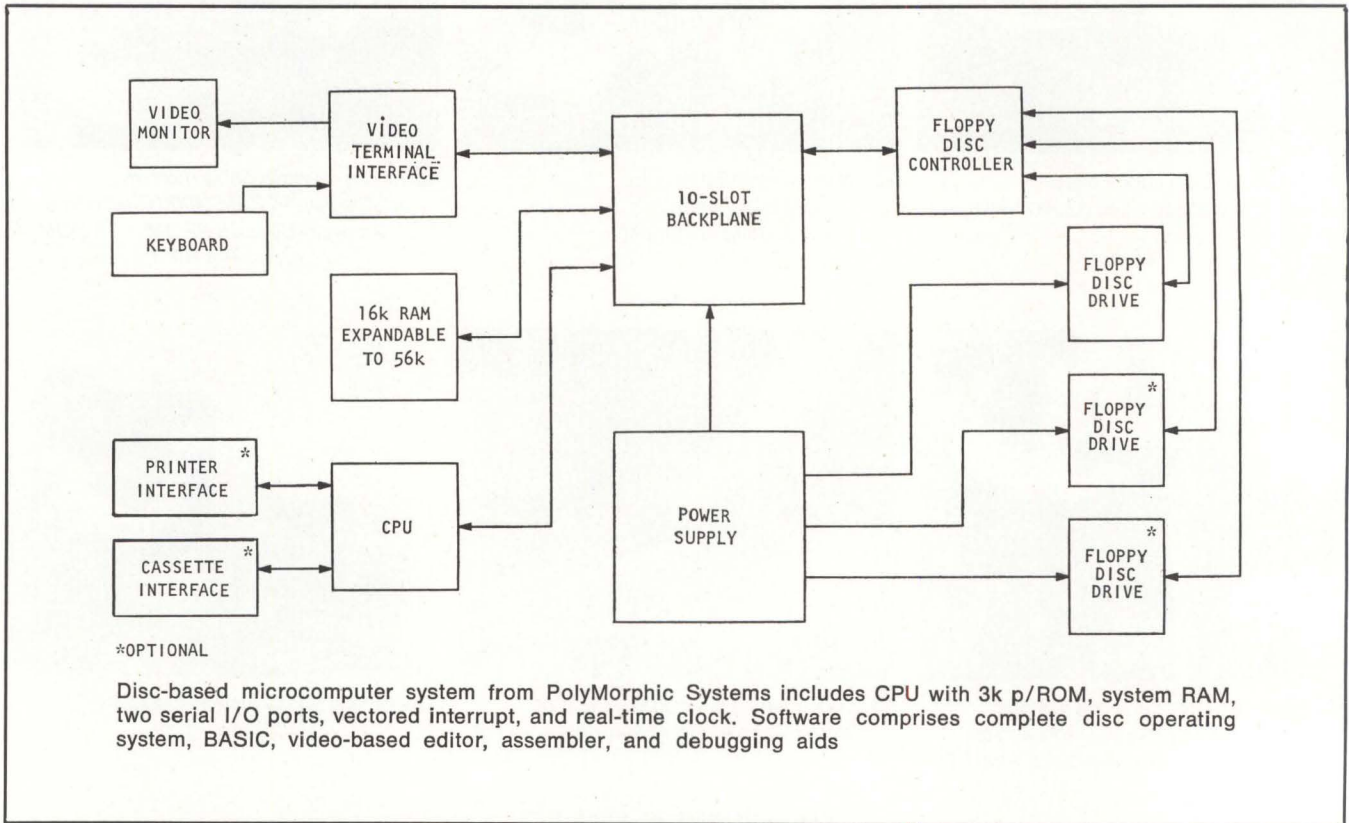 VIDEO
MONITOR
VIDEO
TERMINAL
INTERFACE
KEYBOARD
16k RAM
EXPANDABLE
TO 56k
PRINTER *
INTERFACE
CASSETTE *
INTERFACE
CPU
10-SLOT
BACKPLANE
POWER
SUPPLY
FLOPPY
DISC
CONTROLLER
FLOPPY
DISC
DRIVE
*
FLOPPY
DISC
DRIVE
*
FLOPPY
DISC
DRIVE
*OPTIONAL
Disc-based microcomputer system from PolyMorphic Systems includes CPU with 3k p/ROM, system RAM,
two serial I/O ports, vectored interrupt, and real-time clock. Software comprises complete disc operating
system, BASIC, video-based editor, assembler, and debugging aids